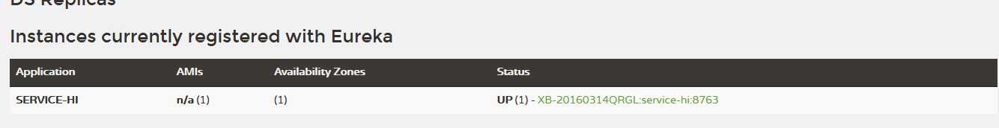 DS Replicas
Instances currently registered with Eureka
Application AMIs Availability Zones Status
SERVICE-HI n/a (1) (1) UP (1) - XB-20160314QRGL:service-hi:8763